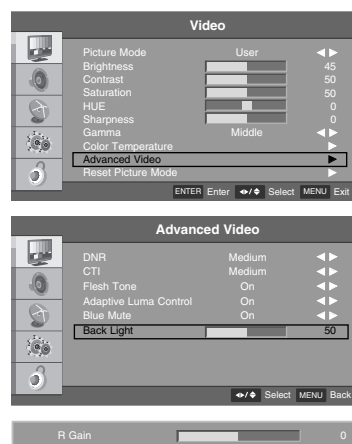 Video
Picture Mode User
Brightness 45
Contrast 50
Saturation 50
HUE 0
Sharpness 0
Gamma Middle
Color Temperature
Advanced Video
Reset Picture Mode
ENTER Enter Select MENU Exit
Advanced Video
DNR Medium
CTI Medium
Flesh Tone On
Adaptive Luma Control On
Blue Mute On
Back Light 50
Select MENU Back
R Gain 0